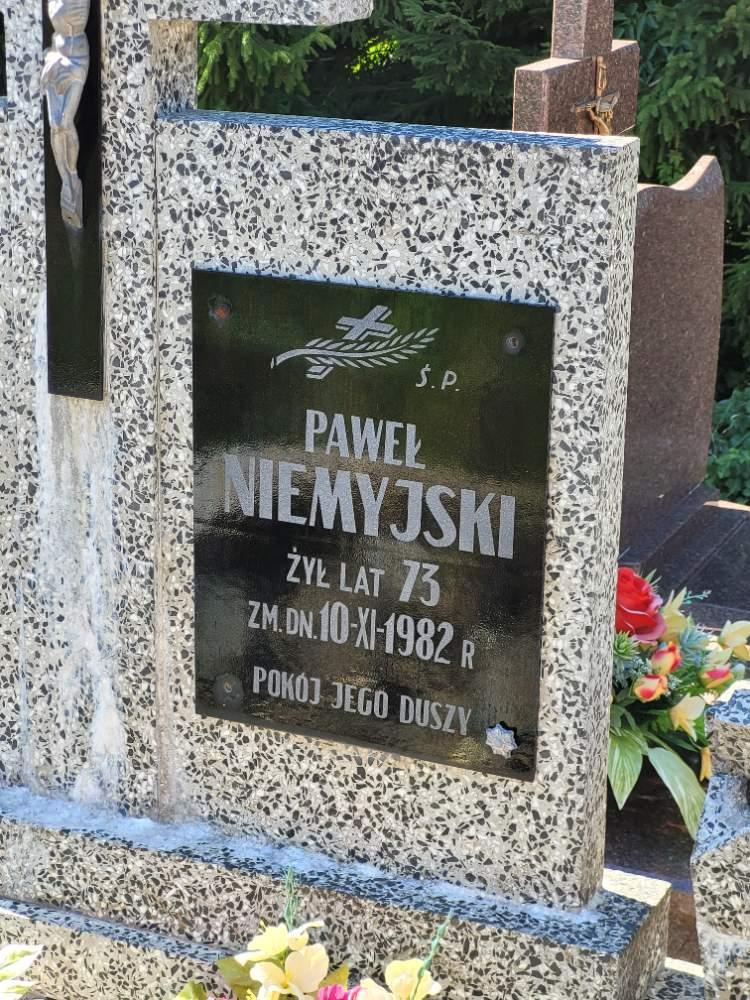 Ś.P.
PAWEŁ
NIEMYJSKI
ŻYŁ LAT 73
ZM. DN. 10-XI-1982 R
POKÓJ JEGO DUSZY